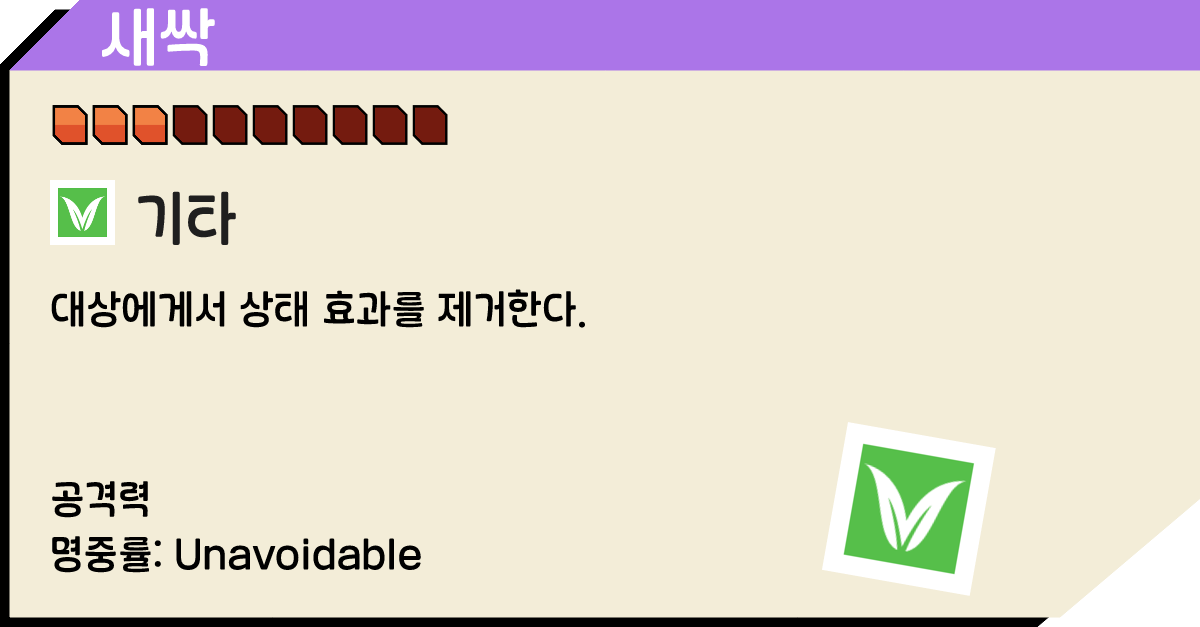 새싹
기타
대상에게서 상태 효과를 제거한다.
공격력
명중률: Unavoidable